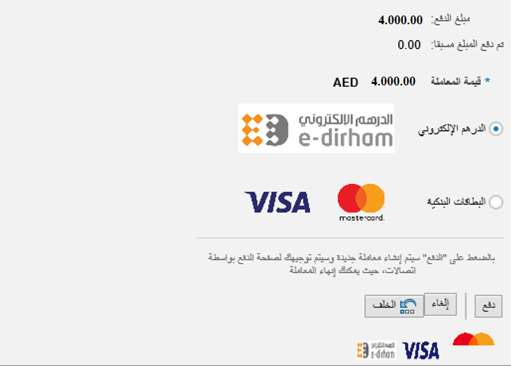 مبلغ الدفع: 4.000.00
تم دفع المبلغ مسبقا: 0.00
* قيمة المعاملة 4.000.00 AED
الدرهم الإلكتروني
الدرهم الالكتروني
e-dirham
البطاقات البنكية
mastercard.
VISA
بالضغط على "الدفع" سيتم إنشاء معاملة جديدة وسيتم توجيهك لصفحة الدفع بواسطة
اتصالات، حيث يمكنك إنهاء المعاملة
دفع
إلغاء
الخلف
VISA
e-dirham